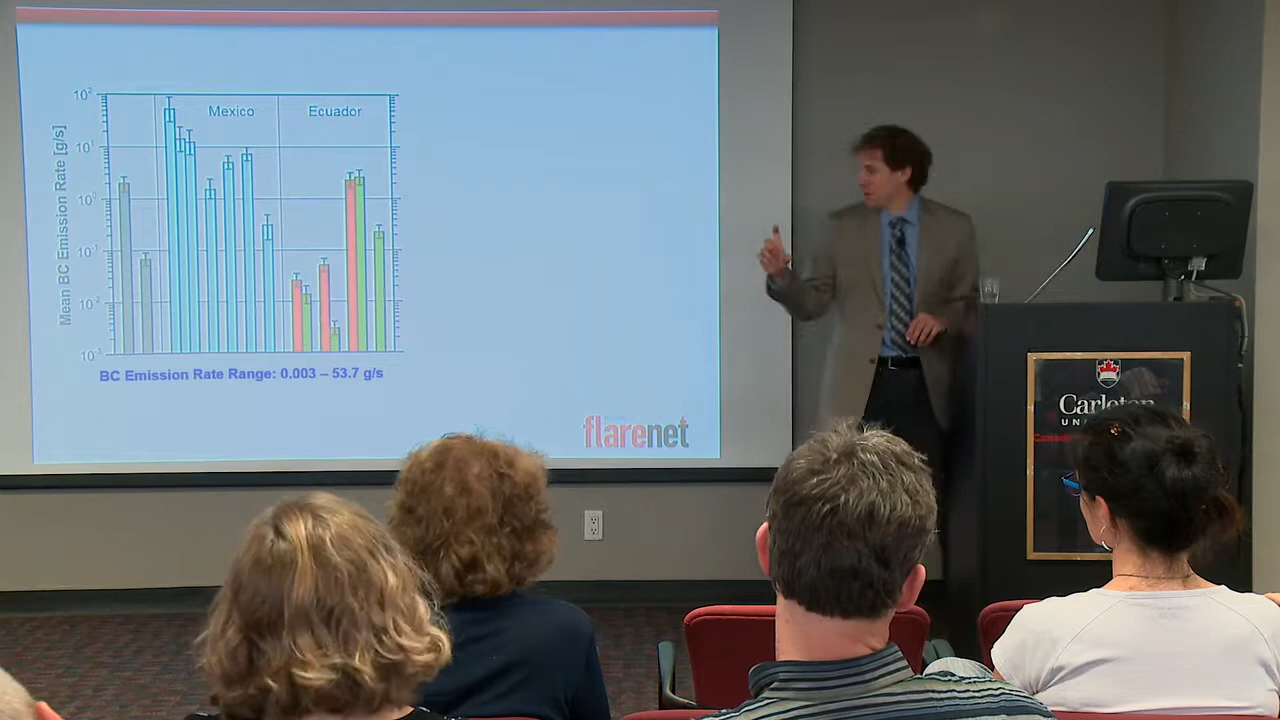 Mean BC Emission Rate [g/s]
10²
10¹
10⁰
10⁻¹
10⁻²
10⁻³
Mexico
Ecuador
BC Emission Rate Range: 0.003 – 53.7 g/s
flarenet
Carleton